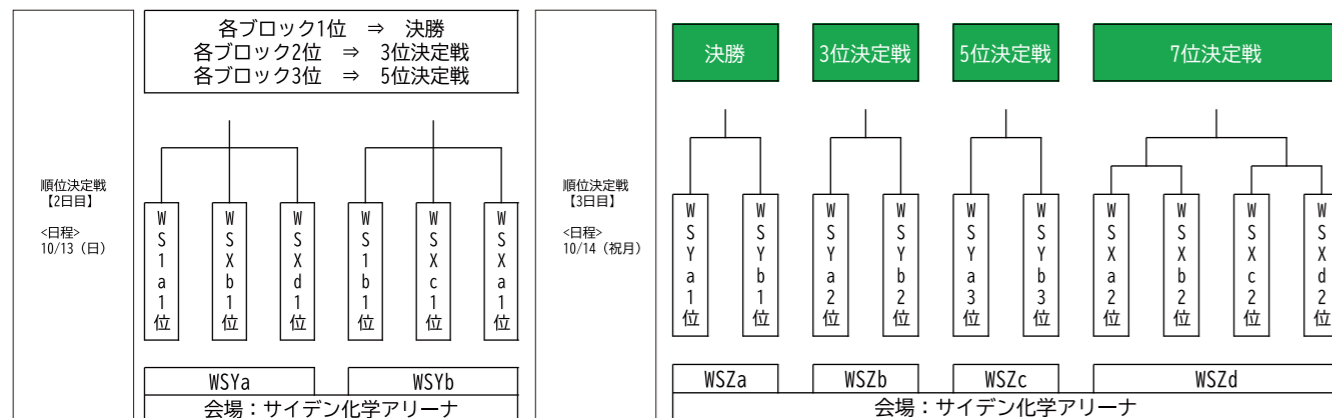 順位決定戦
【2日目】
<日程>
10/13（日）
各ブロック1位　⇒　決勝
各ブロック2位　⇒　3位決定戦
各ブロック3位　⇒　5位決定戦
WS1a1位
WSXb1位
WSXd1位
WS1b1位
WSXc1位
WSXa1位
WSYa
WSYb
会場：サイデン化学アリーナ
順位決定戦
【3日目】
<日程>
10/14（祝月）
決勝
3位決定戦
5位決定戦
7位決定戦
WSYa1位
WSYb1位
WSYa2位
WSYb2位
WSYa3位
WSYb3位
WSXa2位
WSXb2位
WSXc2位
WSXd2位
WSZa
WSZb
WSZc
WSZd
会場：サイデン化学アリーナ